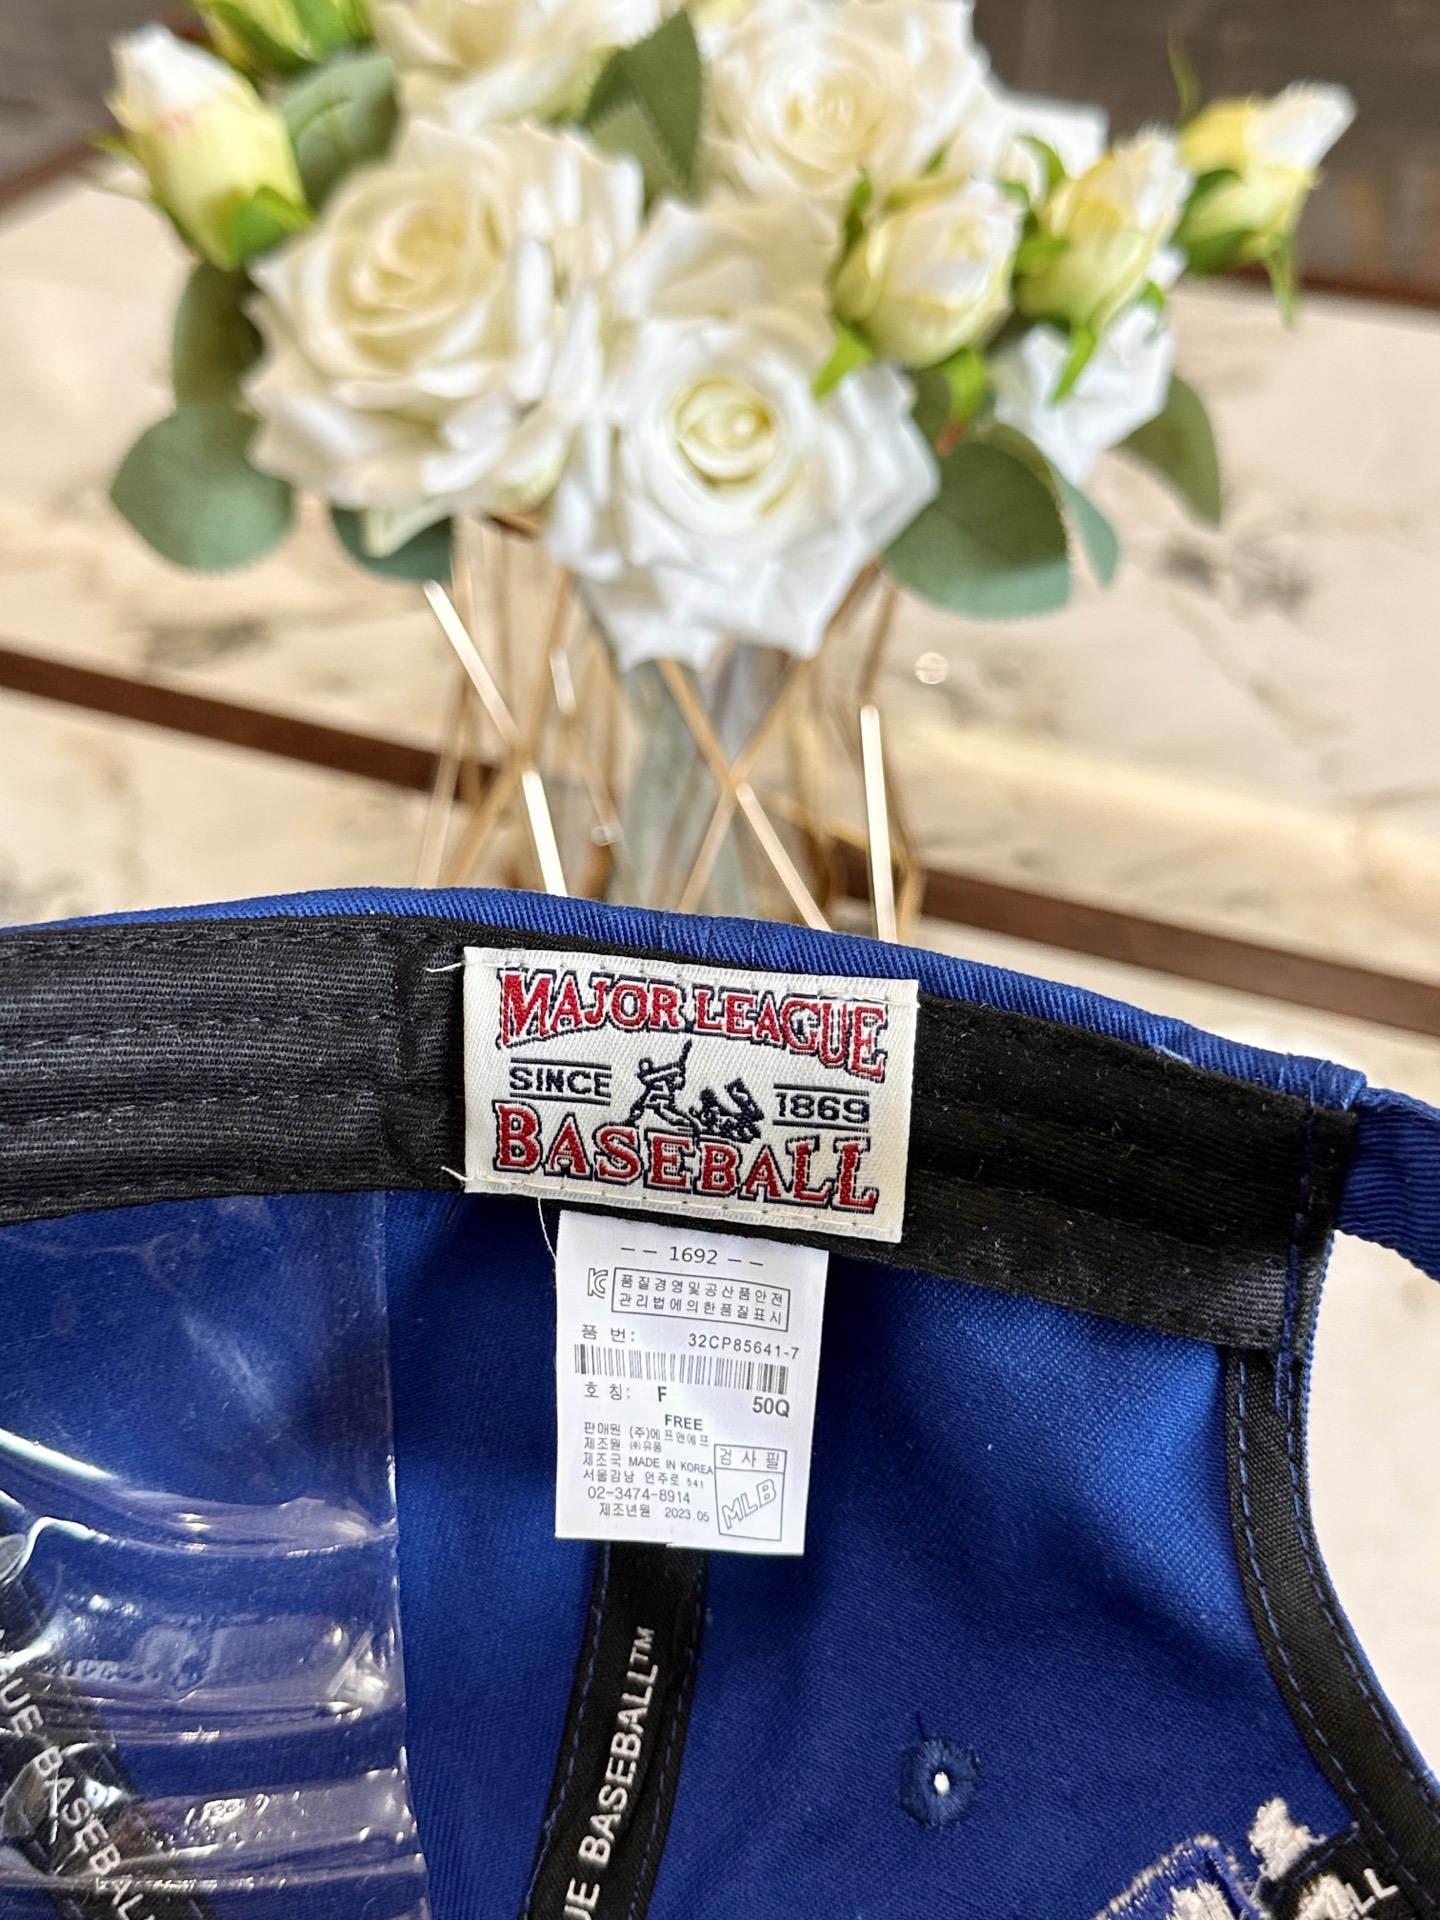 MAJOR LEAGUE
SINCE 1869
BASEBALL
-- 1692 --
품질경영및공산품안전
관리법에의한품질표시
품 번: 32CP85641-7
호 칭: F 50Q
FREE
판매원 (주)에프앤에프
제조원 ㈜유풍
제조국 MADE IN KOREA
검 사 필
서울강남 언주로 541
MLB
02-3474-8914
제조년월 2023.05
UE BASEBALL™
UE BASEBALL